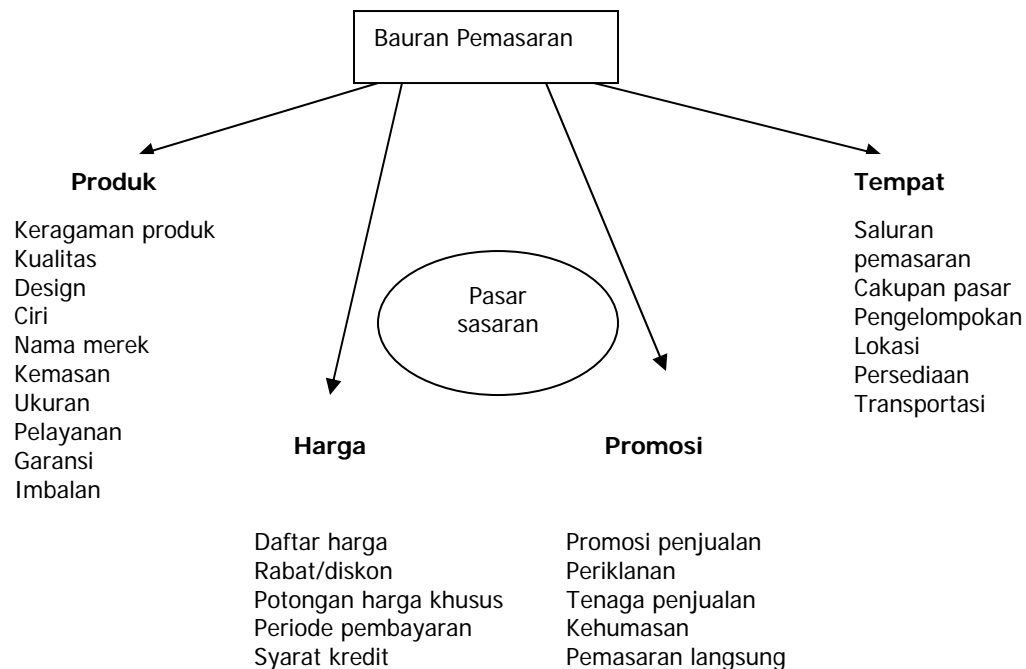 Bauran Pemasaran
Produk
Keragaman produk
Kualitas
Design
Ciri
Nama merek
Kemasan
Ukuran
Pelayanan
Garansi
Imbalan
Pasar
sasaran
Harga
Daftar harga
Rabat/diskon
Potongan harga khusus
Periode pembayaran
Syarat kredit
Promosi
Promosi penjualan
Periklanan
Tenaga penjualan
Kehumasan
Pemasaran langsung
Tempat
Saluran
pemasaran
Cakupan pasar
Pengelompokan
Lokasi
Persediaan
Transportasi